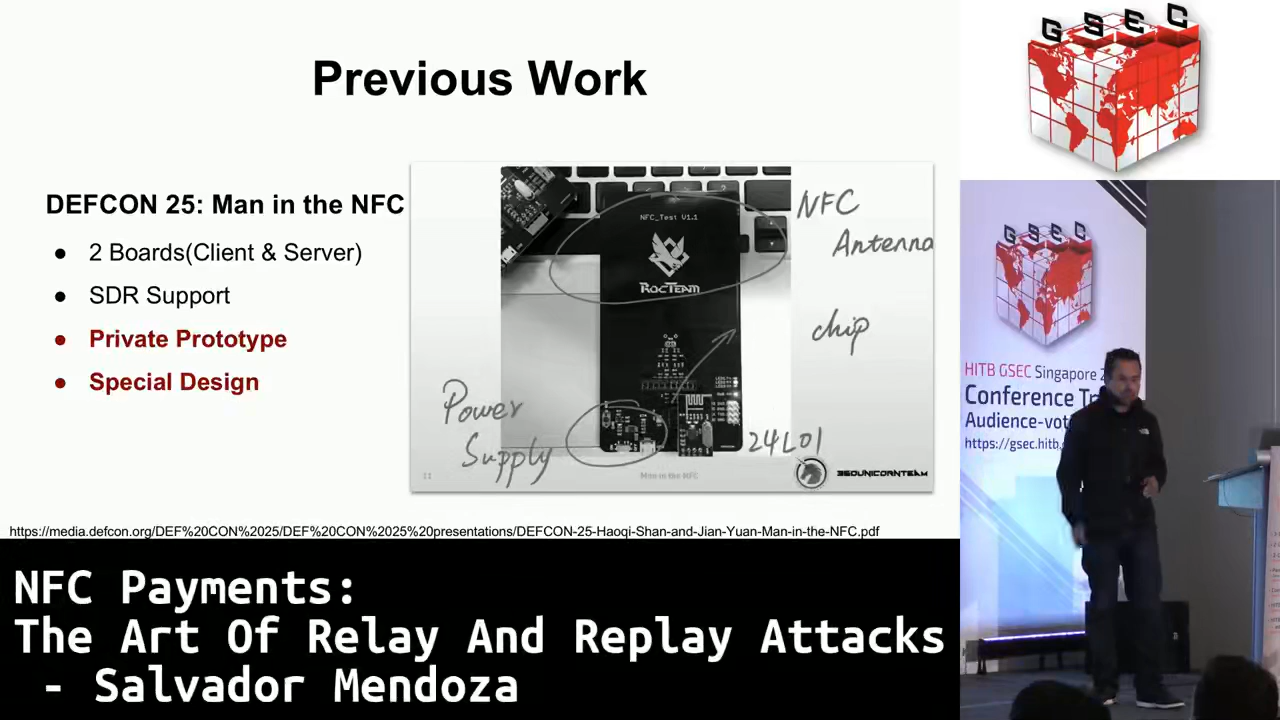 Previous Work
DEFCON 25: Man in the NFC
● 2 Boards(Client & Server)
● SDR Support
● Private Prototype
● Special Design
NFC_Test V1.1
ROCTEAM
NFC
Antenna
chip
Power
Supply
24L01
11
Man in the NFC
360UNICORNTEAM
https://media.defcon.org/DEF%20CON%2025/DEF%20CON%2025%20presentations/DEFCON-25-Haoqi-Shan-and-Jian-Yuan-Man-in-the-NFC.pdf
NFC Payments:
The Art Of Relay And Replay Attacks
- Salvador Mendoza
GSEC
GSEC
HITB GSEC Singapore 2
Conference Tr
Audience-vot
https://gsec.hitb.